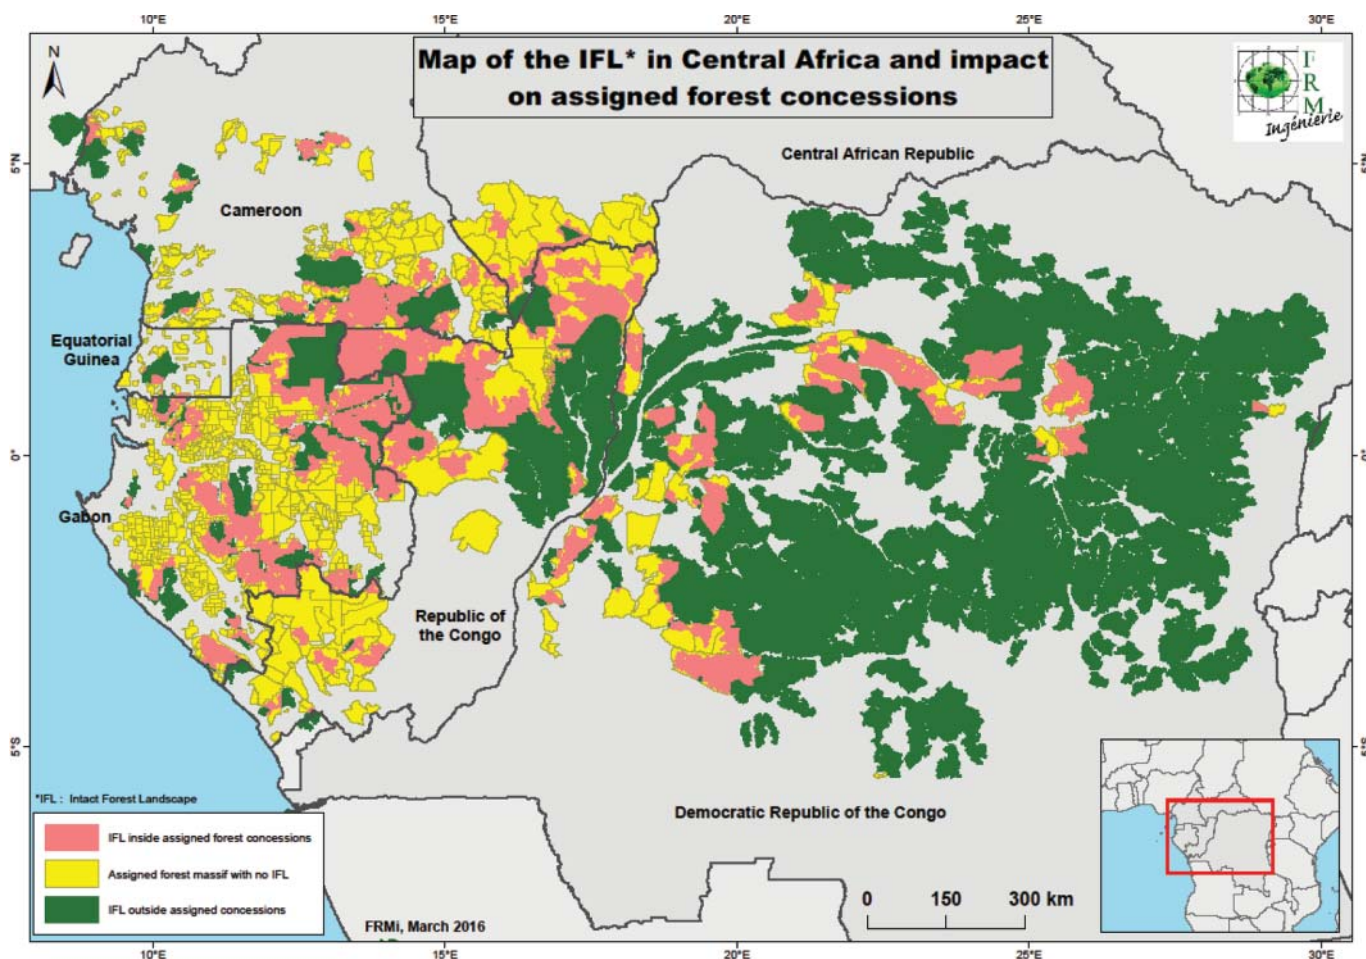 10°E 15°E 20°E 25°E 30°E
N
Map of the IFL* in Central Africa and impact
on assigned forest concessions
F
R
M
Ingénierie
5°N
5°N
Central African Republic
Cameroon
Equatorial
Guinea
0°
0°
Gabon
Republic of
the Congo
5°S
5°S
*IFL : Intact Forest Landscape
Democratic Republic of the Congo
IFL inside assigned forest concessions
Assigned forest massif with no IFL
IFL outside assigned concessions
0 150 300 km
FRMi, March 2016
10°E 15°E 20°E 25°E 30°E